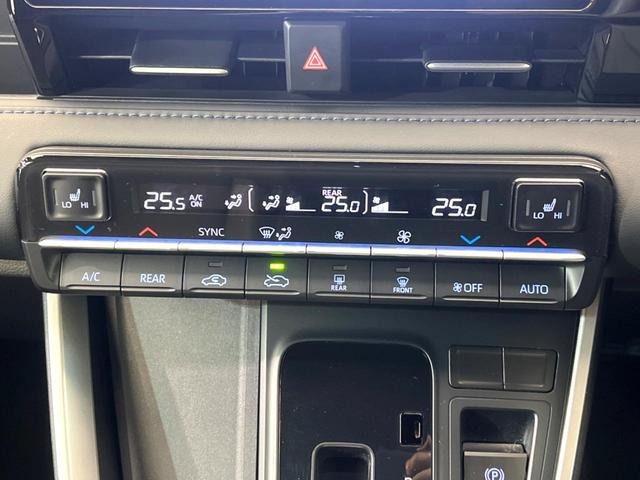 LO HI
25.5
A/C ON
REAR
25.0
25.0
LO HI
SYNC
A/C
REAR
REAR
FRONT
OFF
AUTO
P